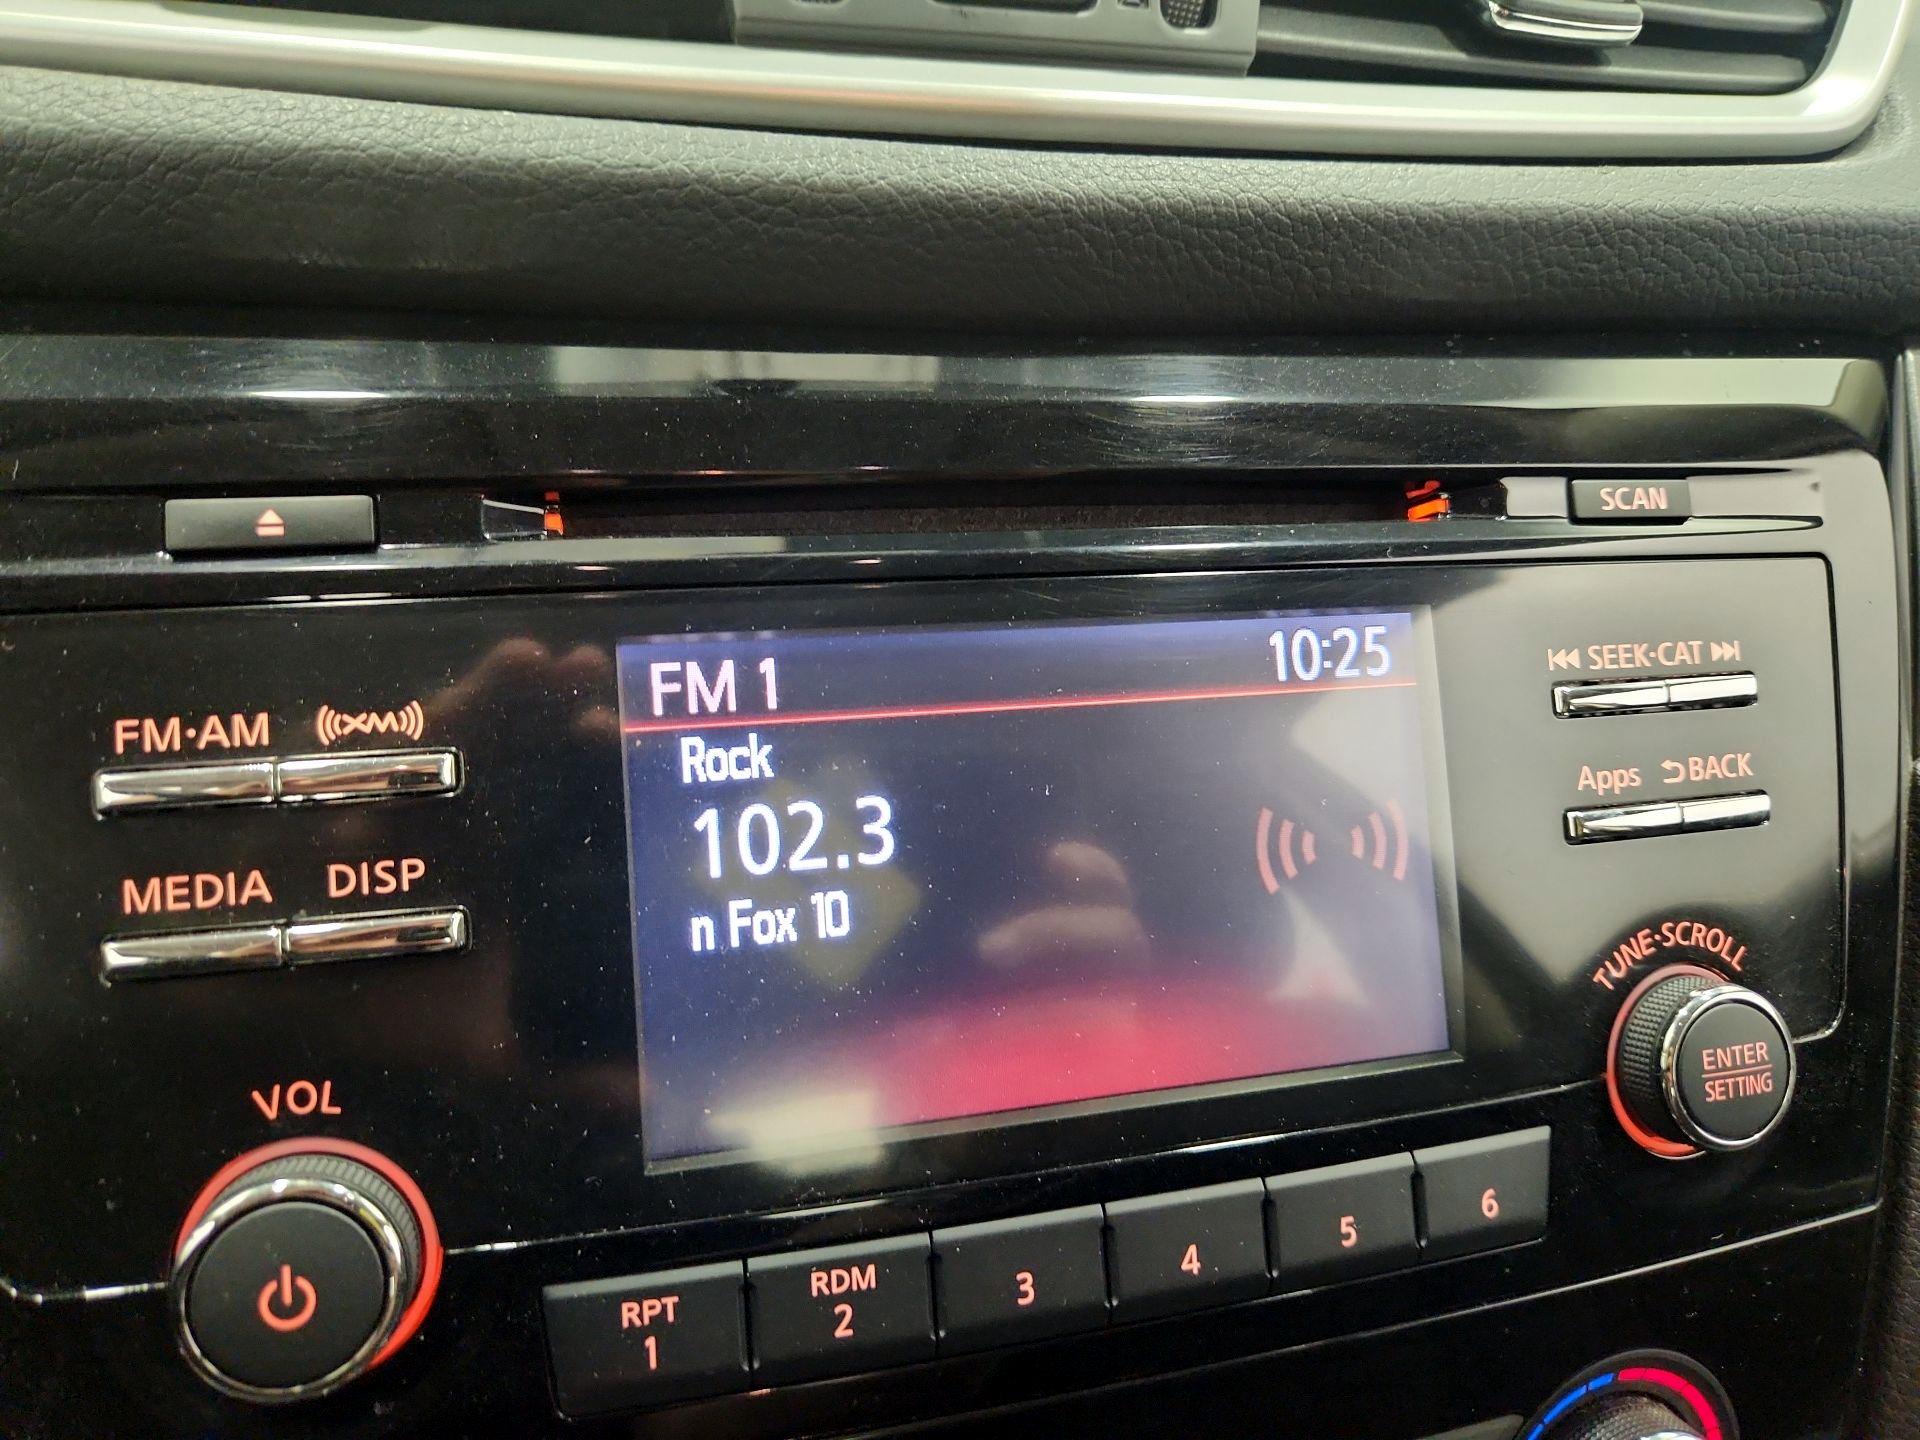 SCAN
FM 1 10:25
SEEK·CAT
FM·AM XM
Rock
Apps BACK
102.3
MEDIA DISP
n Fox 10
TUNE·SCROLL
ENTER
SETTING
VOL
RPT
1
RDM
2
3
4
5
6